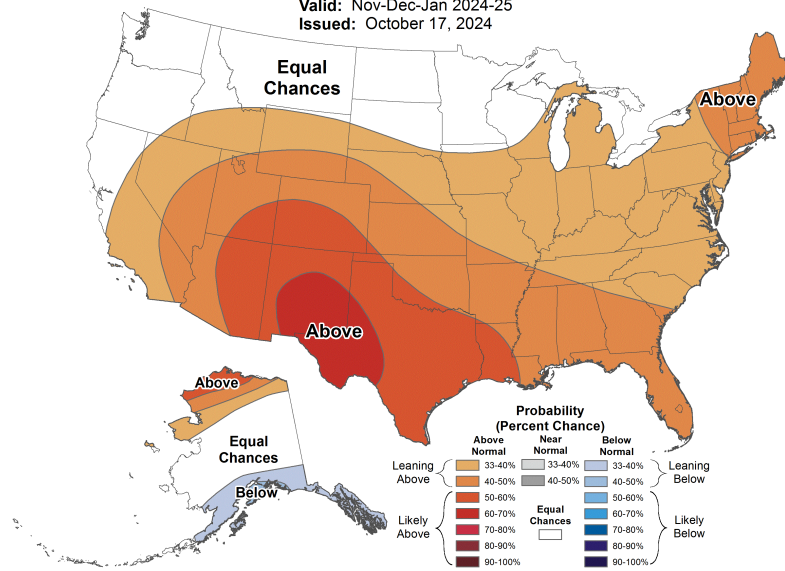 Valid: Nov-Dec-Jan 2024-25
Issued: October 17, 2024
Equal
Chances
Above
Above
Above
Equal
Chances
Below
Probability
(Percent Chance)
Above
Normal
Near
Normal
Below
Normal
Leaning
Above
33-40%
33-40%
33-40%
Leaning
Below
40-50%
40-50%
40-50%
Likely
Above
50-60%
50-60%
Likely
Below
60-70%
60-70%
70-80%
70-80%
80-90%
80-90%
90-100%
90-100%
Equal
Chances